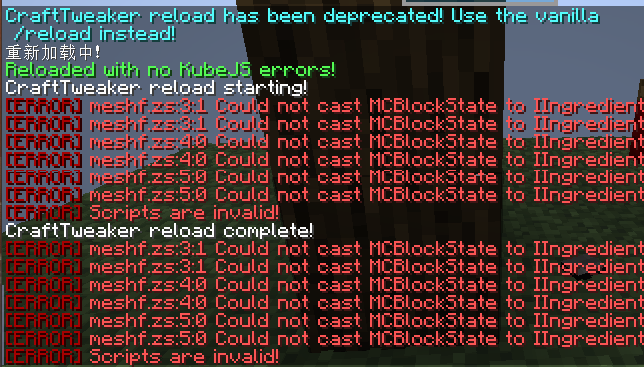 CraftTweaker reload has been deprecated! Use the vanilla
/reload instead!
重新加载中!
Reloaded with no KubeJS errors!
CraftTweaker reload starting!
[ERROR] meshf.zs:3:1 Could not cast MCBlockState to IIngredient
[ERROR] meshf.zs:3:1 Could not cast MCBlockState to IIngredient
[ERROR] meshf.zs:4:0 Could not cast MCBlockState to IIngredient
[ERROR] meshf.zs:4:0 Could not cast MCBlockState to IIngredient
[ERROR] meshf.zs:5:0 Could not cast MCBlockState to IIngredient
[ERROR] meshf.zs:5:0 Could not cast MCBlockState to IIngredient
[ERROR] Scripts are invalid!
CraftTweaker reload complete!
[ERROR] meshf.zs:3:1 Could not cast MCBlockState to IIngredient
[ERROR] meshf.zs:3:1 Could not cast MCBlockState to IIngredient
[ERROR] meshf.zs:4:0 Could not cast MCBlockState to IIngredient
[ERROR] meshf.zs:4:0 Could not cast MCBlockState to IIngredient
[ERROR] meshf.zs:5:0 Could not cast MCBlockState to IIngredient
[ERROR] meshf.zs:5:0 Could not cast MCBlockState to IIngredient
[ERROR] Scripts are invalid!